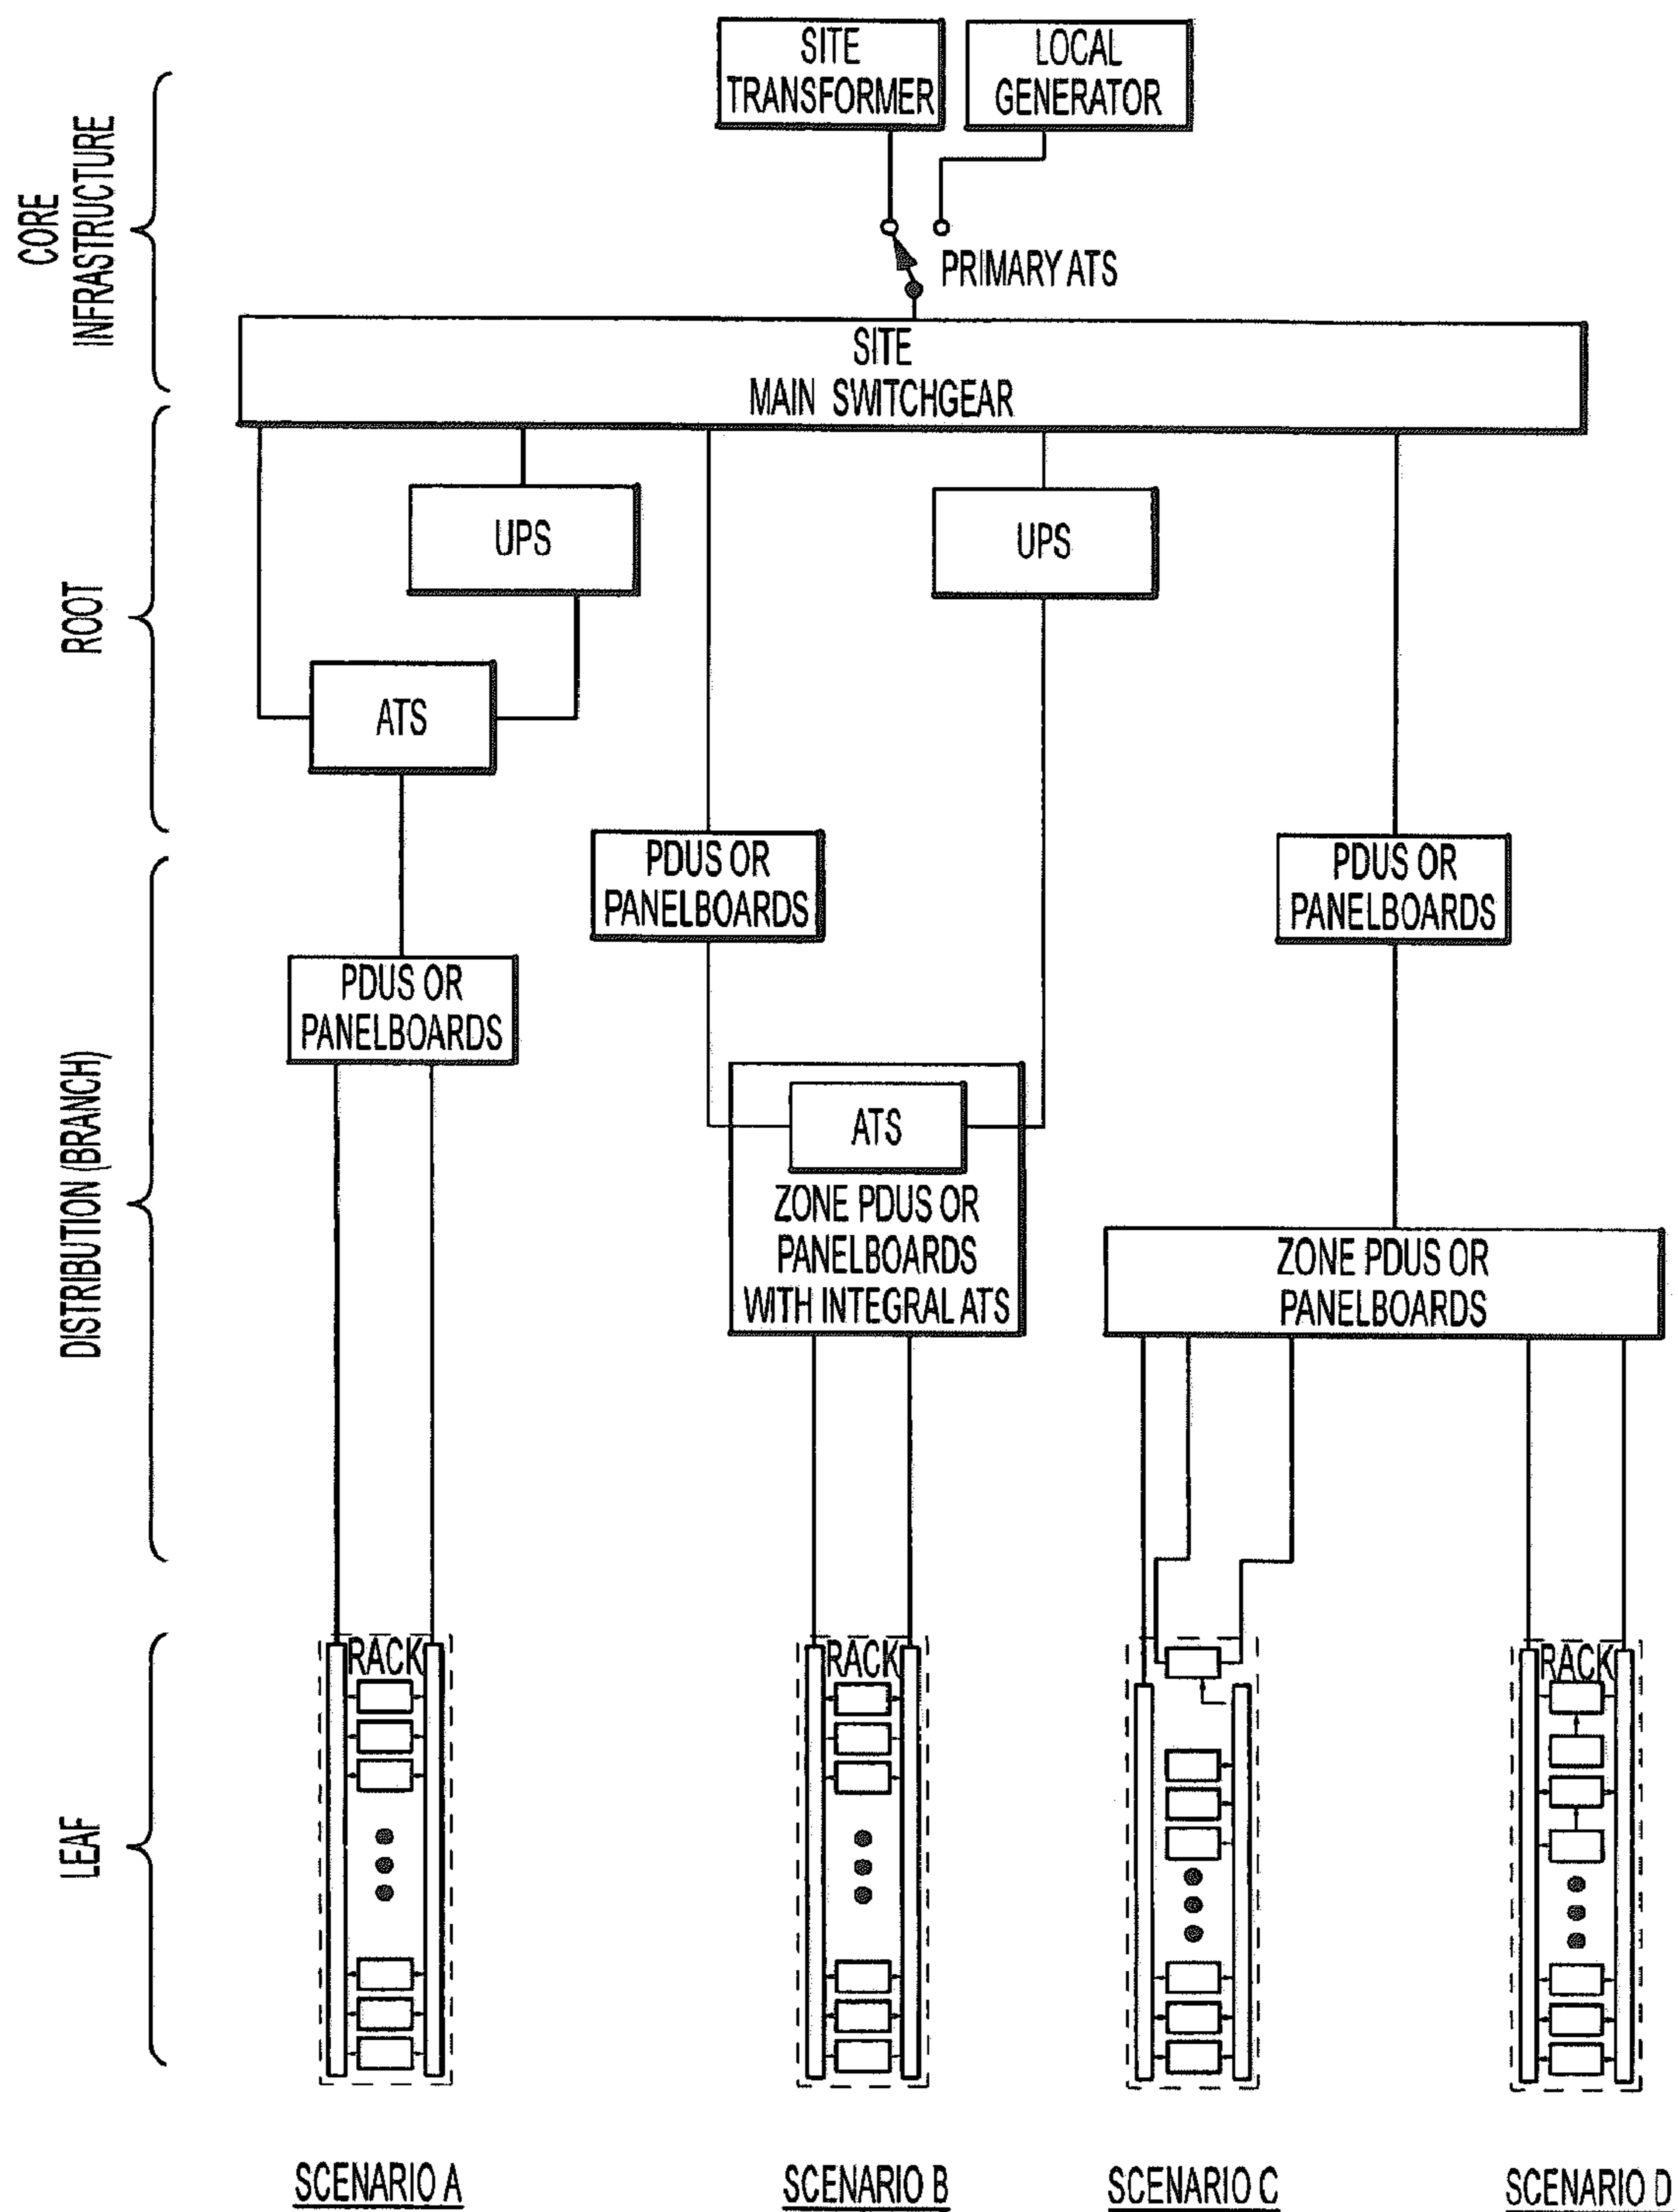 SITE
TRANSFORMER
LOCAL
GENERATOR
CORE
INFRASTRUCTURE
PRIMARY ATS
SITE
MAIN SWITCHGEAR
ROOT
UPS
UPS
ATS
PDUS OR
PANELBOARDS
PDUS OR
PANELBOARDS
PDUS OR
PANELBOARDS
DISTRIBUTION (BRANCH)
ATS
ZONE PDUS OR
PANELBOARDS
WITH INTEGRAL ATS
ZONE PDUS OR
PANELBOARDS
LEAF
RACK
RACK
RACK
SCENARIO A
SCENARIO B
SCENARIO C
SCENARIO D